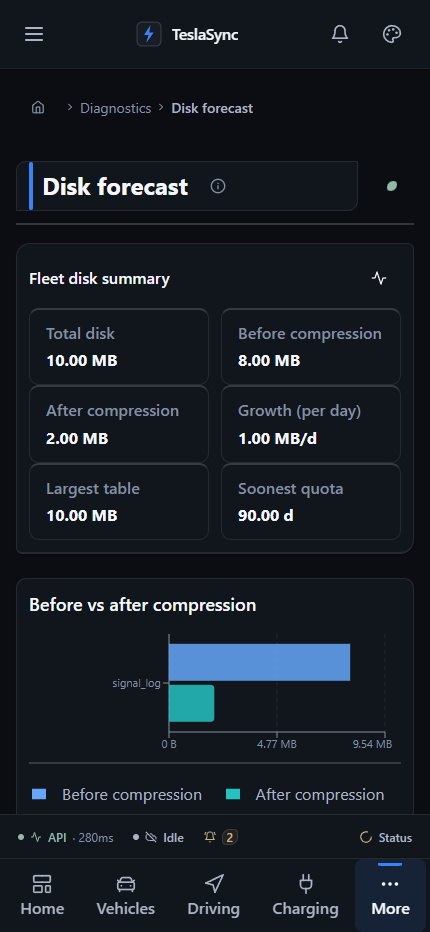 TeslaSync
Diagnostics
Disk forecast
Disk forecast
Fleet disk summary
Total disk
10.00 MB
Before compression
8.00 MB
After compression
2.00 MB
Growth (per day)
1.00 MB/d
Largest table
10.00 MB
Soonest quota
90.00 d
Before vs after compression
signal_log
0 B 4.77 MB 9.54 MB
Before compression After compression
API · 280ms Idle 2 Status
Home Vehicles Driving Charging More